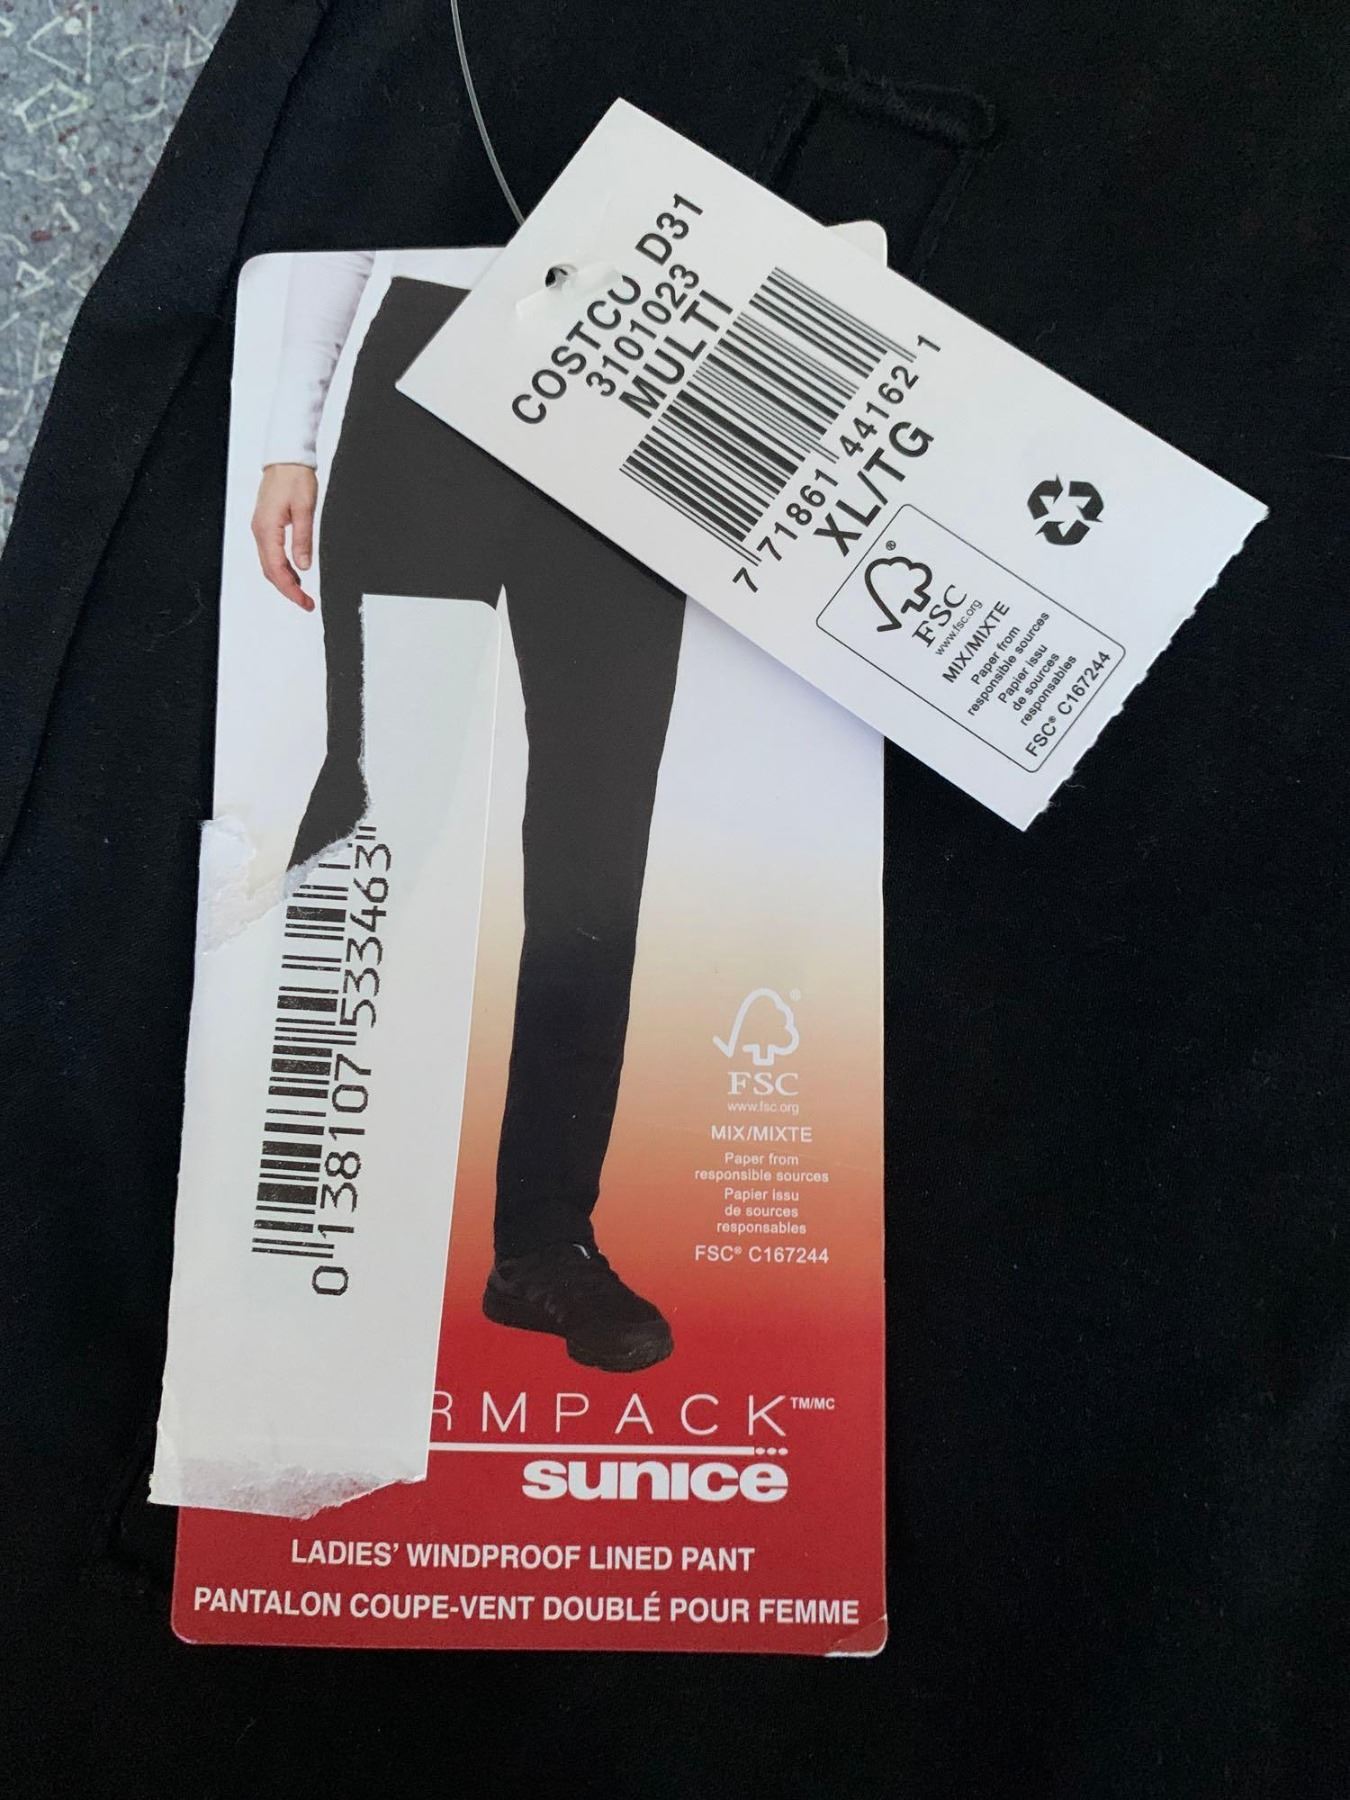 COSTCO D31
3101023
MULTI
7 71861 44162 1
XL/TG
FSC
www.fsc.org
MIX/MIXTE
Paper from
responsible sources
Papier issu
de sources
responsables
FSC® C167244
0 138107 533463
FSC
www.fsc.org
MIX/MIXTE
Paper from
responsible sources
Papier issu
de sources
responsables
FSC® C167244
RMPACK™/MC
sunice
LADIES' WINDPROOF LINED PANT
PANTALON COUPE-VENT DOUBLÉ POUR FEMME